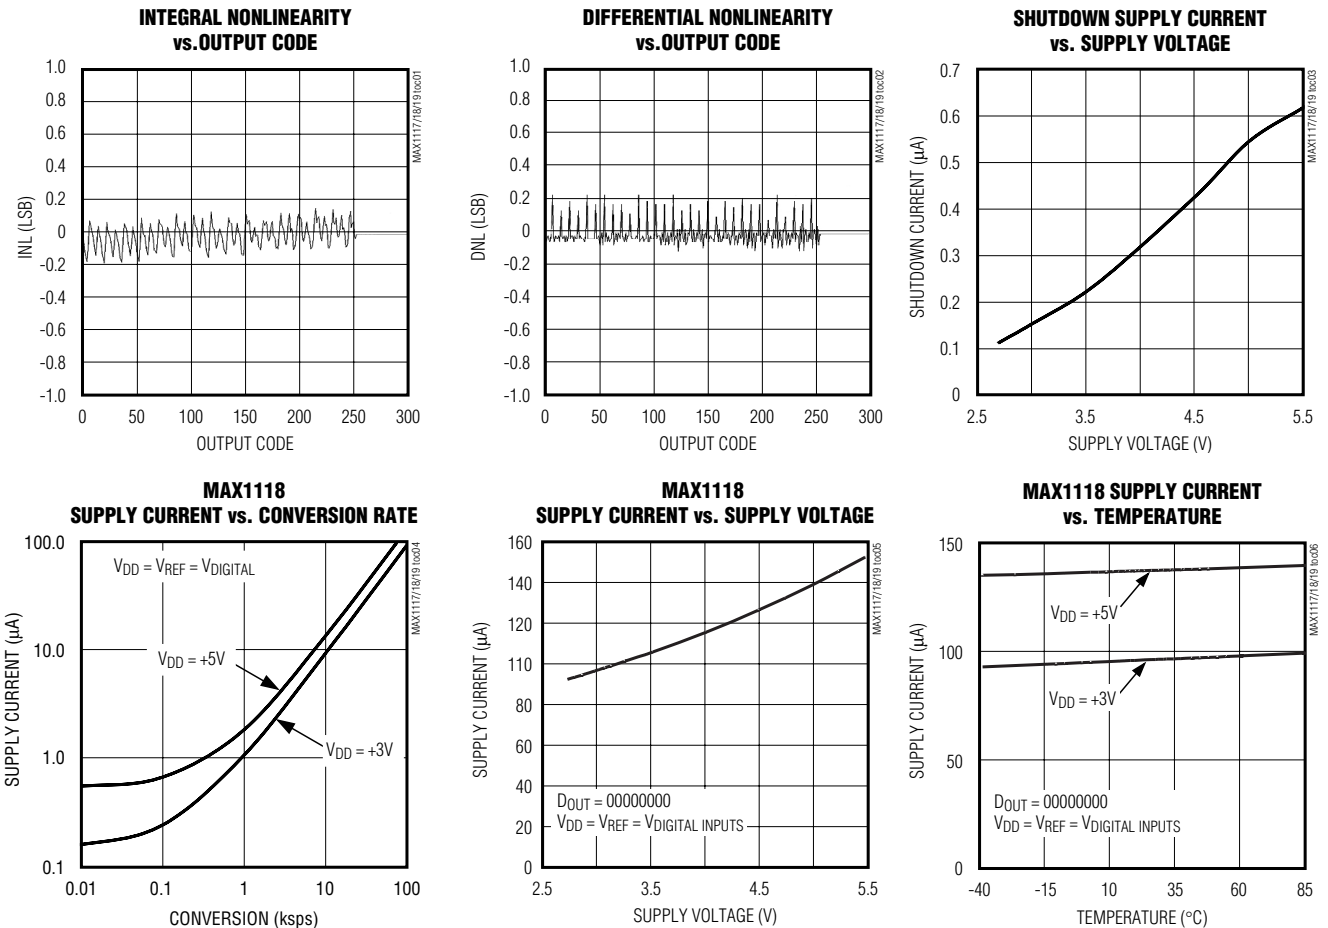 INTEGRAL NONLINEARITY
vs.OUTPUT CODE
1.0
0.8
0.6
0.4
0.2
0
-0.2
-0.4
-0.6
-0.8
-1.0
INL (LSB)
0 50 100 150 200 250 300
OUTPUT CODE
MAX1117/18/19 toc01
DIFFERENTIAL NONLINEARITY
vs.OUTPUT CODE
1.0
0.8
0.6
0.4
0.2
0
-0.2
-0.4
-0.6
-0.8
-1.0
DNL (LSB)
0 50 100 150 200 250 300
OUTPUT CODE
MAX1117/18/19 toc02
SHUTDOWN SUPPLY CURRENT
vs. SUPPLY VOLTAGE
0.7
0.6
0.5
0.4
0.3
0.2
0.1
0
SHUTDOWN CURRENT (µA)
2.5 3.5 4.5 5.5
SUPPLY VOLTAGE (V)
MAX1117/18/19 toc03
MAX1118
SUPPLY CURRENT vs. CONVERSION RATE
100.0
10.0
1.0
0.1
SUPPLY CURRENT (µA)
VDD = VREF = VDIGITAL
VDD = +5V
VDD = +3V
0.01 0.1 1 10 100
CONVERSION (ksps)
MAX1117/18/19 toc04
MAX1118
SUPPLY CURRENT vs. SUPPLY VOLTAGE
160
140
120
110
80
60
40
20
0
SUPPLY CURRENT (µA)
DOUT = 00000000
VDD = VREF = VDIGITAL INPUTS
2.5 3.5 4.5 5.5
SUPPLY VOLTAGE (V)
MAX1117/18/19 toc05
MAX1118 SUPPLY CURRENT
vs. TEMPERATURE
150
100
50
0
SUPPLY CURRENT (µA)
VDD = +5V
VDD = +3V
DOUT = 00000000
VDD = VREF = VDIGITAL INPUTS
-40 -15 10 35 60 85
TEMPERATURE (°C)
MAX1117/18/19 toc06